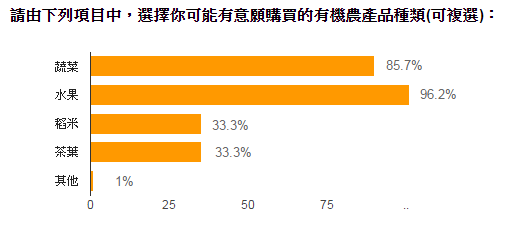 請由下列項目中，選擇你可能有意願購買的有機農產品種類(可複選)：
蔬菜 85.7%
水果 96.2%
稻米 33.3%
茶葉 33.3%
其他 1%
0 25 50 75 ..